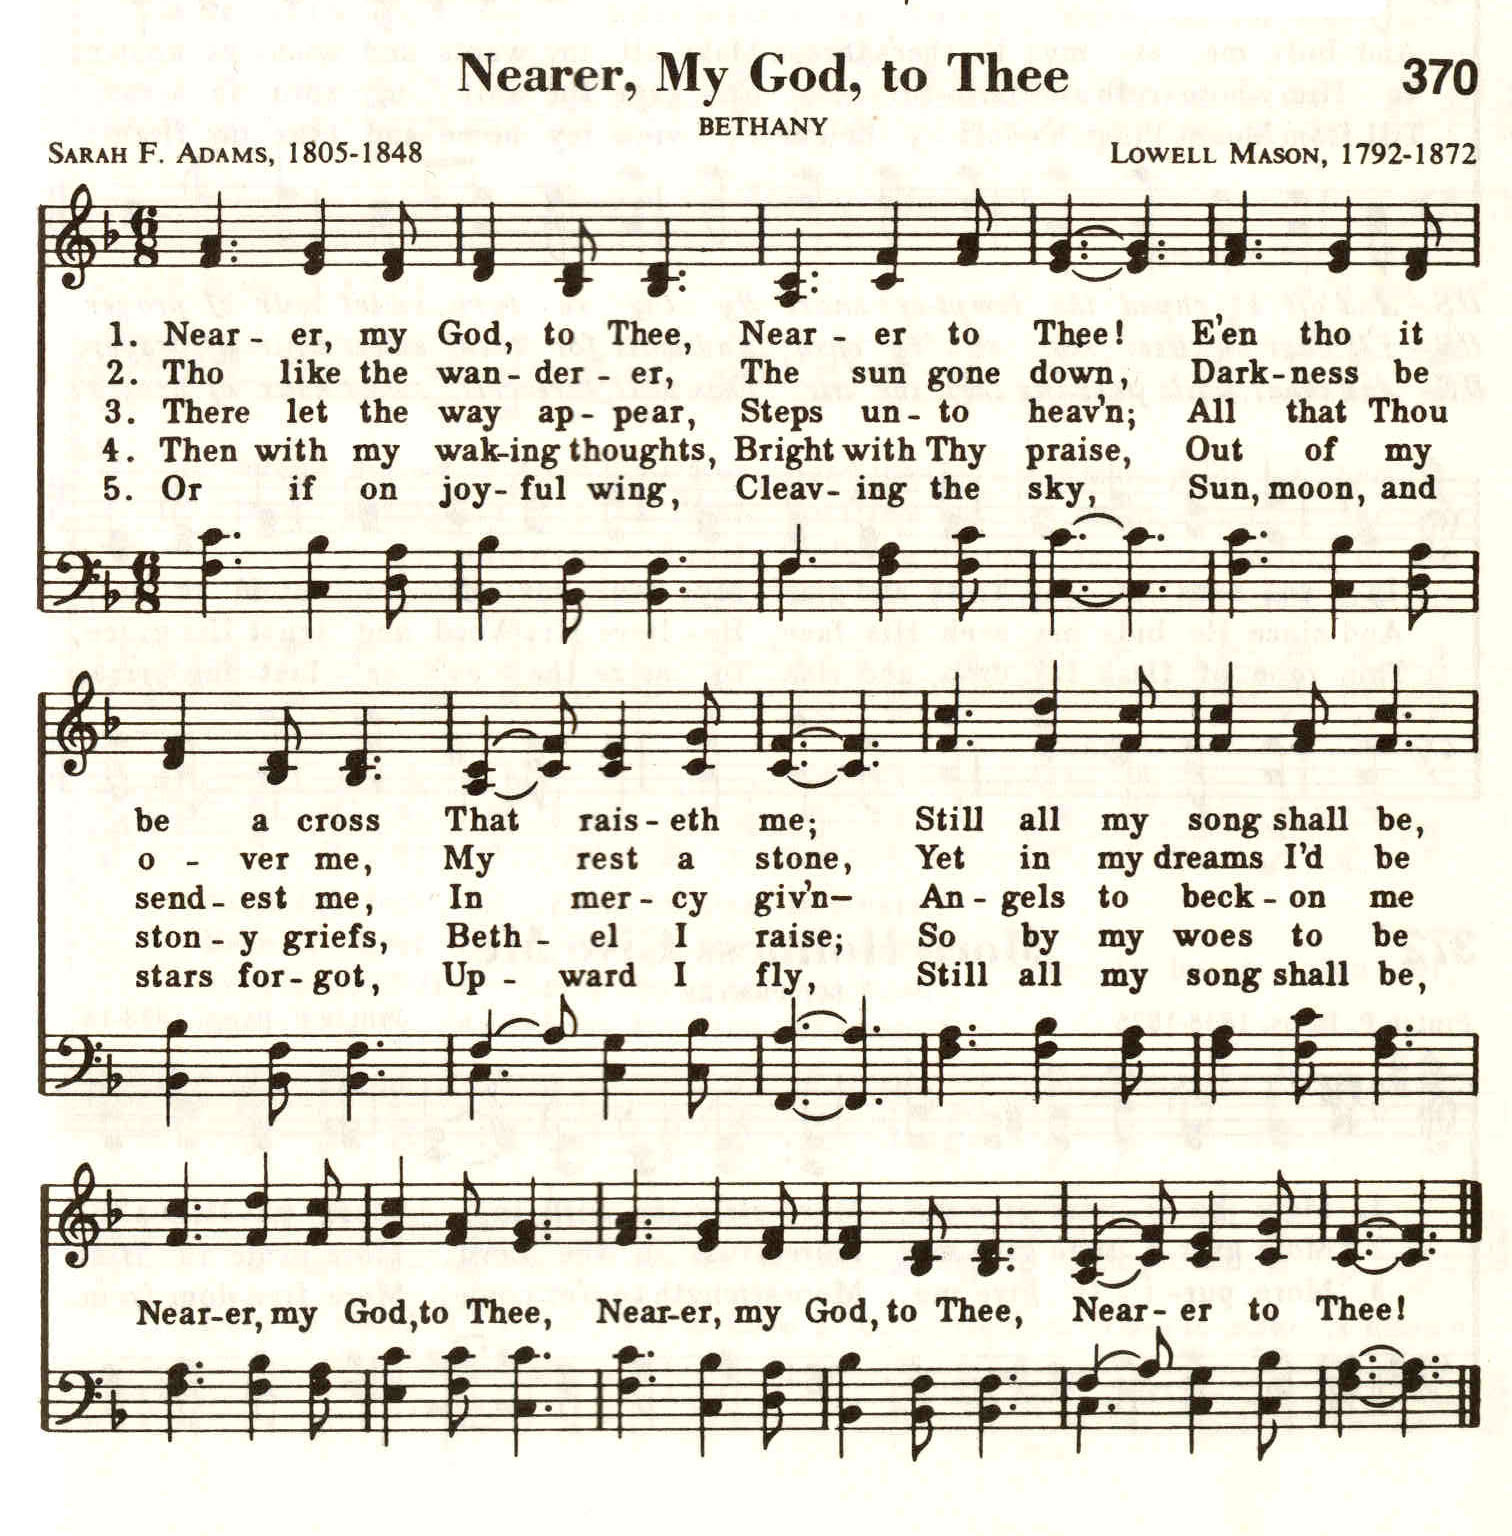 Nearer, My God, to Thee 370
BETHANY
SARAH F. ADAMS, 1805-1848 LOWELL MASON, 1792-1872
1. Near - er, my God, to Thee, Near - er to Thee! E'en tho it
2. Tho like the wan - der - er, The sun gone down, Dark - ness be
3. There let the way ap - pear, Steps un - to heav'n; All that Thou
4. Then with my wak-ing thoughts, Bright with Thy praise, Out of my
5. Or if on joy - ful wing, Cleav - ing the sky, Sun, moon, and
be a cross That rais - eth me; Still all my song shall be,
o - ver me, My rest a stone, Yet in my dreams I'd be
send - est me, In mer - cy giv'n— An - gels to beck - on me
ston - y griefs, Beth - el I raise; So by my woes to be
stars for - got, Up - ward I fly, Still all my song shall be,
Near-er, my God, to Thee, Near-er, my God, to Thee, Near - er to Thee!